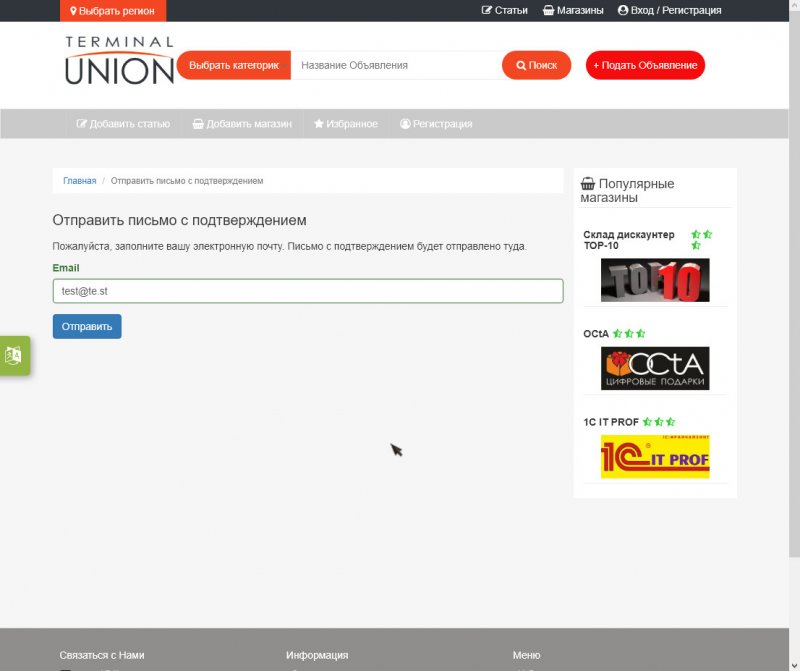 Выбрать регион
Статьи
Магазины
Вход / Регистрация
TERMINAL
UNION
Выбрать категорию
Название Объявления
Поиск
+ Подать Объявление
Добавить статью
Добавить магазин
Избранное
Регистрация
Главная / Отправить письмо с подтверждением
Отправить письмо с подтверждением
Пожалуйста, заполните вашу электронную почту. Письмо с подтверждением будет отправлено туда.
Email
test@te.st
Отправить
Популярные
магазины
Склад дискаунтер
TOP-10
TOP10
OCtA
OCtA
ЦИФРОВЫЕ ПОДАРКИ
1C IT PROF
1С:ФРАНЧАЙЗИНГ
1C IT PROF
Связаться с Нами
Информация
Меню